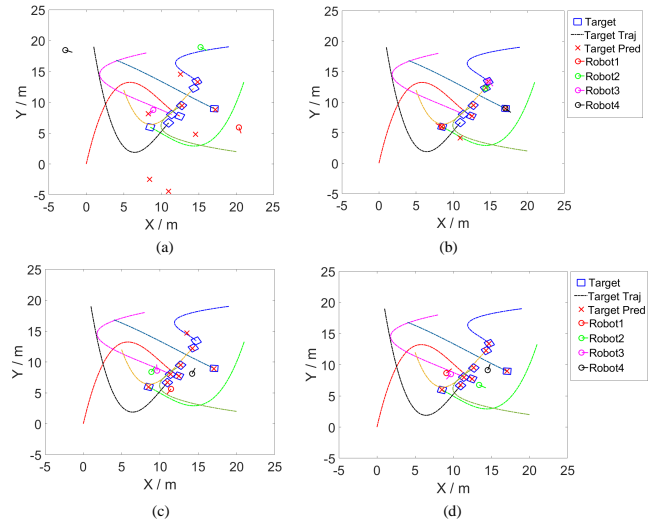 (a)
Y / m
25
20
15
10
5
0
-5
-5 0 5 10 15 20 25
X / m
(a)
Y / m
25
20
15
10
5
0
-5
-5 0 5 10 15 20 25
X / m
(b)
Target
Target Traj
Target Pred
Robot1
Robot2
Robot3
Robot4
Y / m
25
20
15
10
5
0
-5
-5 0 5 10 15 20 25
X / m
(c)
Y / m
25
20
15
10
5
0
-5
-5 0 5 10 15 20 25
X / m
(d)
Target
Target Traj
Target Pred
Robot1
Robot2
Robot3
Robot4